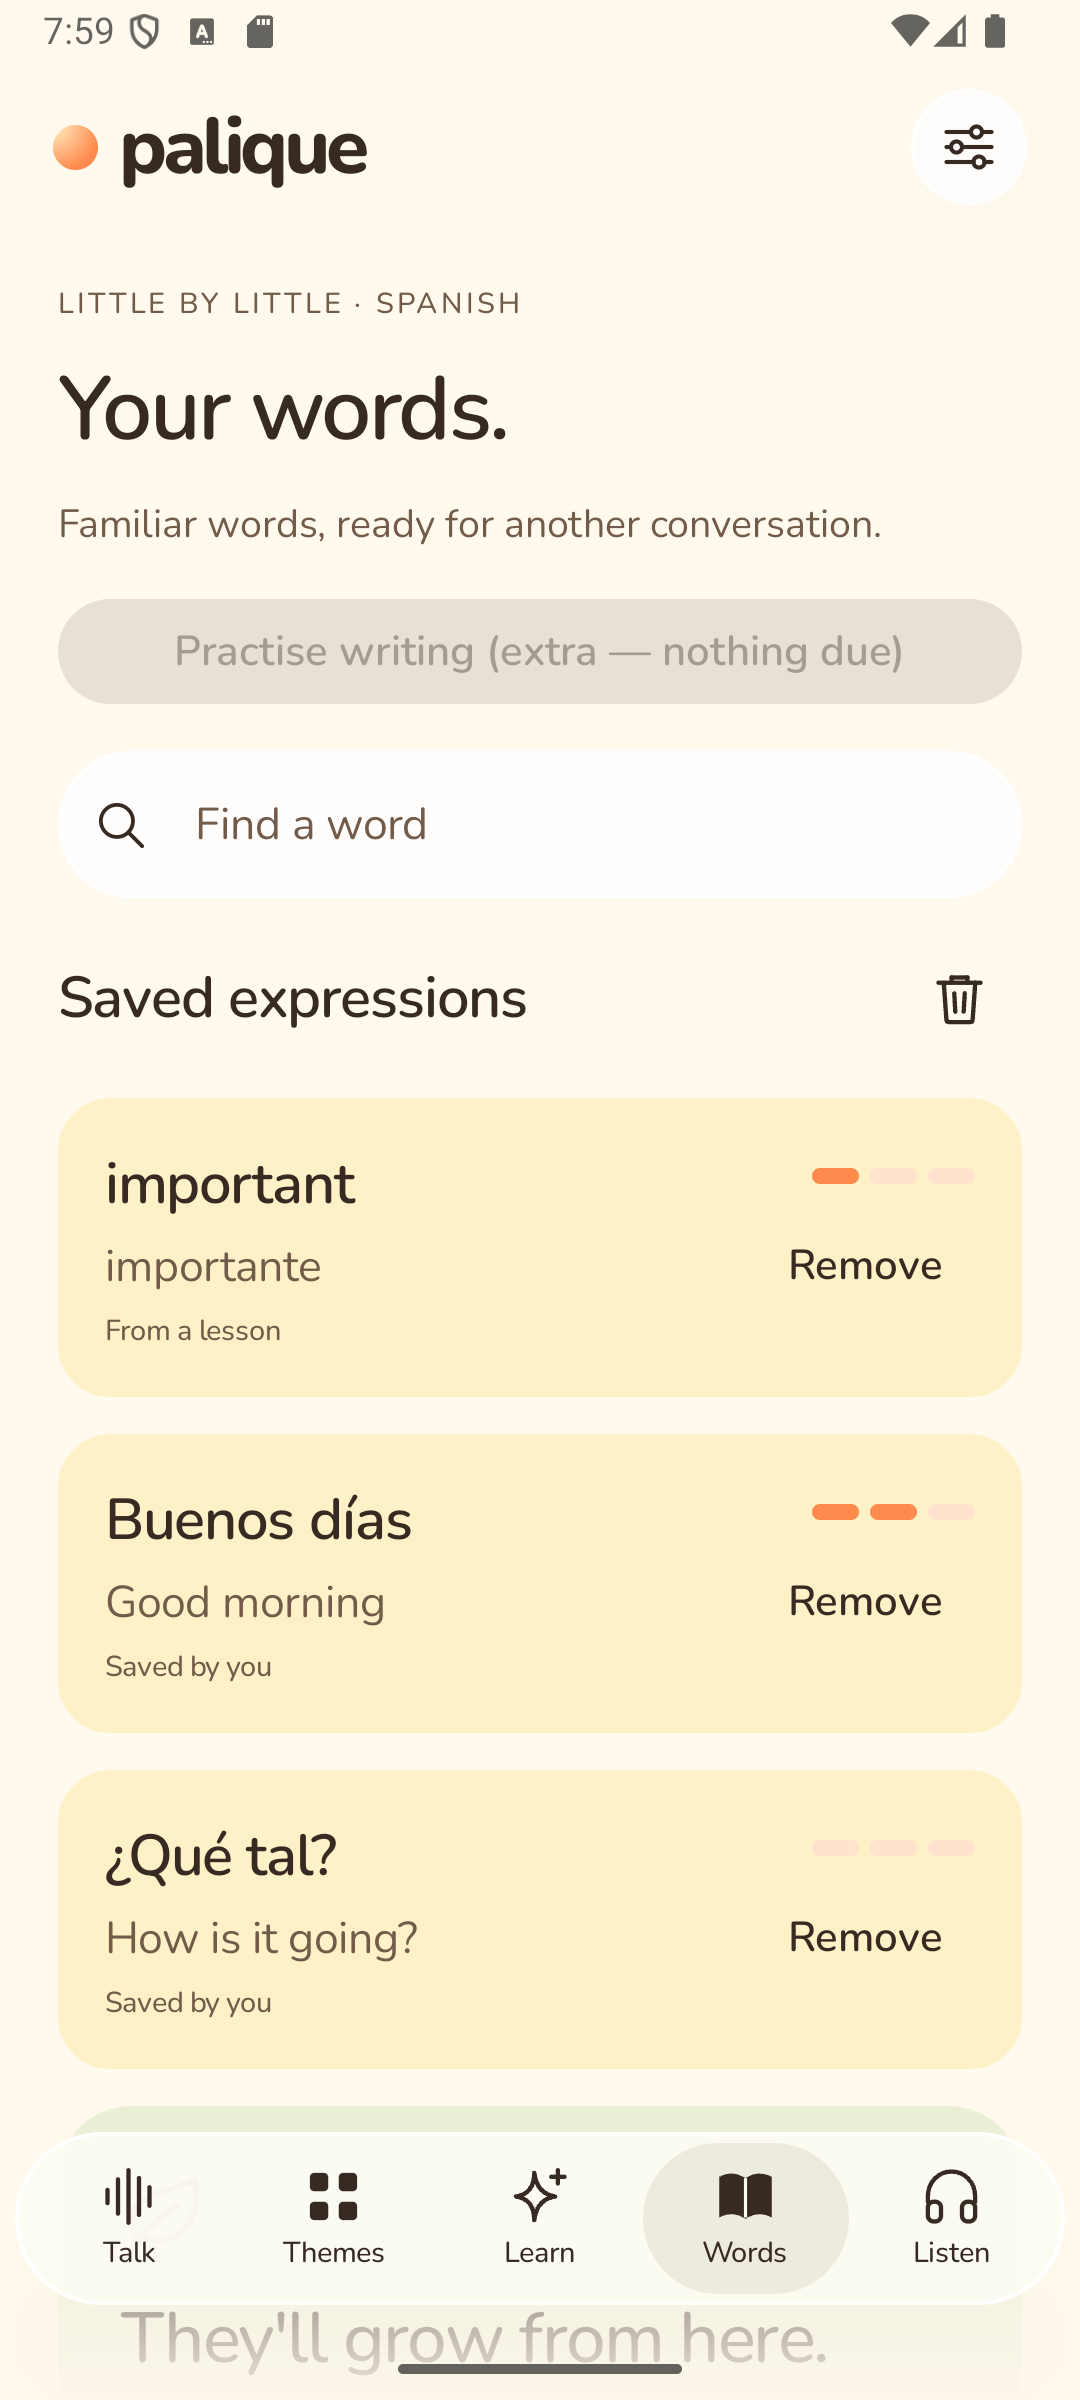 7:59
palique
LITTLE BY LITTLE · SPANISH
Your words.
Familiar words, ready for another conversation.
Practise writing (extra — nothing due)
Find a word
Saved expressions
important
importante
Remove
From a lesson
Buenos días
Good morning
Remove
Saved by you
¿Qué tal?
How is it going?
Remove
Saved by you
Talk
Themes
Learn
Words
Listen
They'll grow from here.